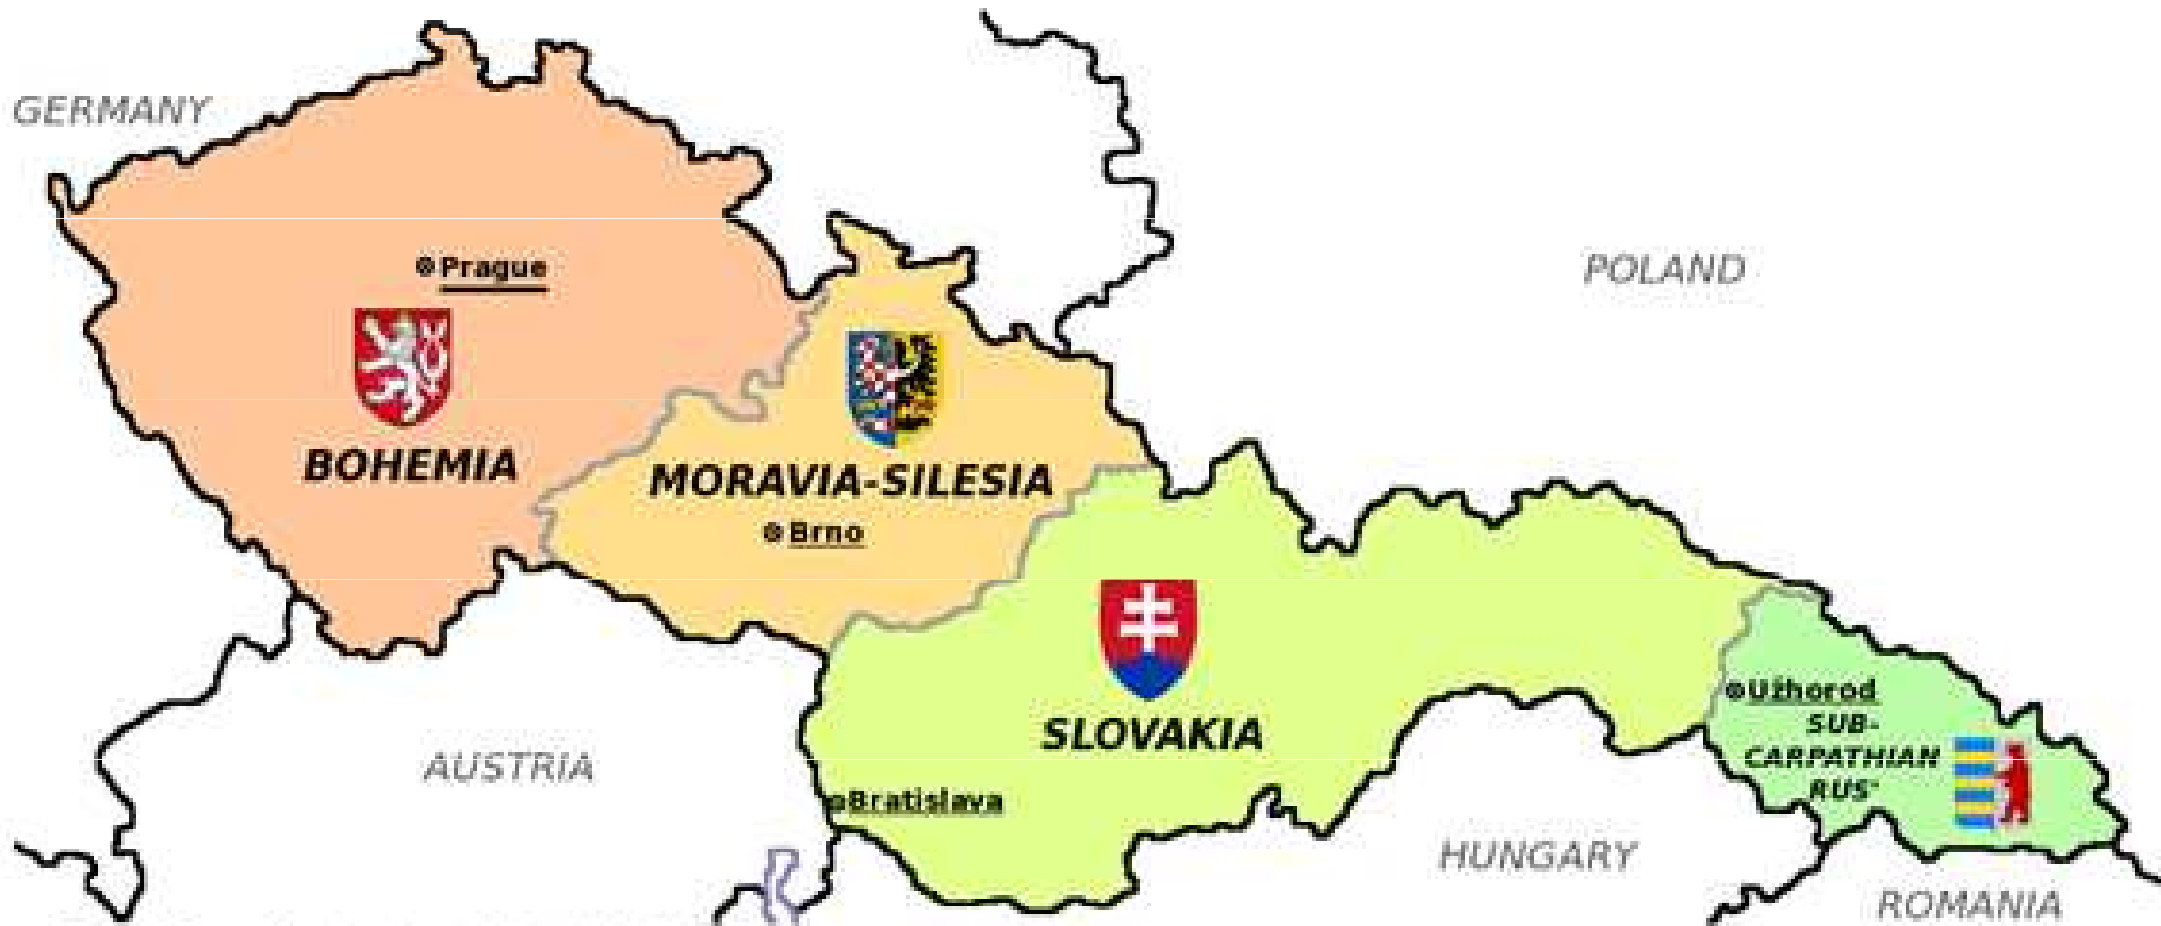 GERMANY
POLAND
Prague
BOHEMIA
MORAVIA-SILESIA
Brno
Užhorod
SUB-
CARPATHIAN
RUS'
SLOVAKIA
AUSTRIA
Bratislava
HUNGARY
ROMANIA